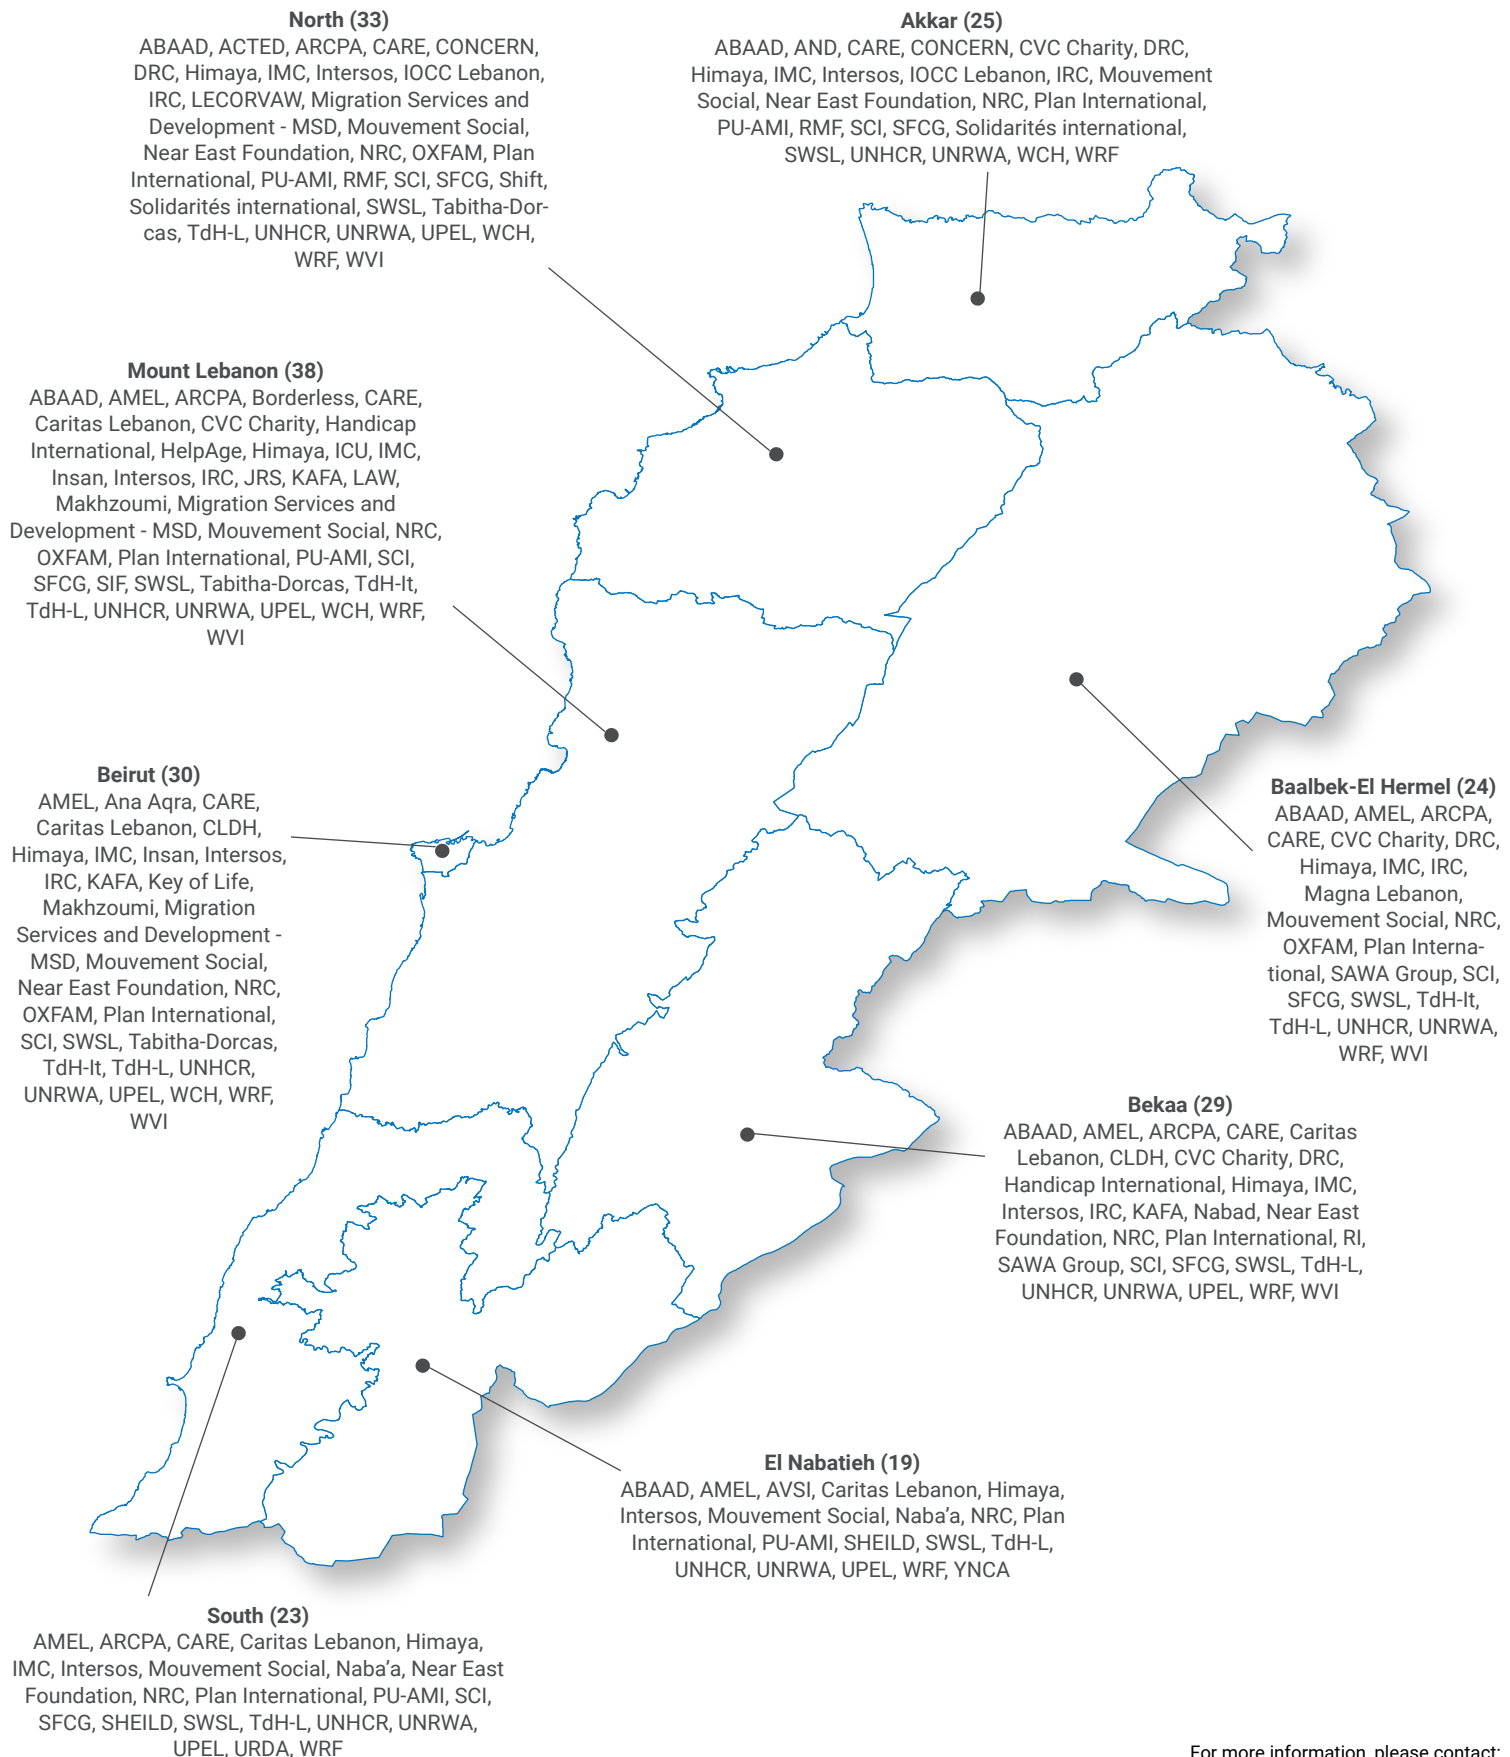 North (33)
ABAAD, ACTED, ARCPA, CARE, CONCERN,
DRC, Himaya, IMC, Intersos, IOCC Lebanon,
IRC, LECORVAW, Migration Services and
Development - MSD, Mouvement Social,
Near East Foundation, NRC, OXFAM, Plan
International, PU-AMI, RMF, SCI, SFCG, Shift,
Solidarités international, SWSL, Tabitha-Dor-
cas, TdH-L, UNHCR, UNRWA, UPEL, WCH,
WRF, WVI
Akkar (25)
ABAAD, AND, CARE, CONCERN, CVC Charity, DRC,
Himaya, IMC, Intersos, IOCC Lebanon, IRC, Mouvement
Social, Near East Foundation, NRC, Plan International,
PU-AMI, RMF, SCI, SFCG, Solidarités international,
SWSL, UNHCR, UNRWA, WCH, WRF
Mount Lebanon (38)
ABAAD, AMEL, ARCPA, Borderless, CARE,
Caritas Lebanon, CVC Charity, Handicap
International, HelpAge, Himaya, ICU, IMC,
Insan, Intersos, IRC, JRS, KAFA, LAW,
Makhzoumi, Migration Services and
Development - MSD, Mouvement Social, NRC,
OXFAM, Plan International, PU-AMI, SCI,
SFCG, SIF, SWSL, Tabitha-Dorcas, TdH-It,
TdH-L, UNHCR, UNRWA, UPEL, WCH, WRF,
WVI
Beirut (30)
AMEL, Ana Aqra, CARE,
Caritas Lebanon, CLDH,
Himaya, IMC, Insan, Intersos,
IRC, KAFA, Key of Life,
Makhzoumi, Migration
Services and Development -
MSD, Mouvement Social,
Near East Foundation, NRC,
OXFAM, Plan International,
SCI, SWSL, Tabitha-Dorcas,
TdH-It, TdH-L, UNHCR,
UNRWA, UPEL, WCH, WRF,
WVI
Baalbek-El Hermel (24)
ABAAD, AMEL, ARCPA,
CARE, CVC Charity, DRC,
Himaya, IMC, IRC,
Magna Lebanon,
Mouvement Social, NRC,
OXFAM, Plan Interna-
tional, SAWA Group, SCI,
SFCG, SWSL, TdH-It,
TdH-L, UNHCR, UNRWA,
WRF, WVI
Bekaa (29)
ABAAD, AMEL, ARCPA, CARE, Caritas
Lebanon, CLDH, CVC Charity, DRC,
Handicap International, Himaya, IMC,
Intersos, IRC, KAFA, Nabad, Near East
Foundation, NRC, Plan International, RI,
SAWA Group, SCI, SFCG, SWSL, TdH-L,
UNHCR, UNRWA, UPEL, WRF, WVI
El Nabatieh (19)
ABAAD, AMEL, AVSI, Caritas Lebanon, Himaya,
Intersos, Mouvement Social, Naba’a, NRC, Plan
International, PU-AMI, SHEILD, SWSL, TdH-L,
UNHCR, UNRWA, UPEL, WRF, YNCA
South (23)
AMEL, ARCPA, CARE, Caritas Lebanon, Himaya,
IMC, Intersos, Mouvement Social, Naba’a, Near East
Foundation, NRC, Plan International, PU-AMI, SCI,
SFCG, SHEILD, SWSL, TdH-L, UNHCR, UNRWA,
UPEL, URDA, WRF
For more information, please contact: